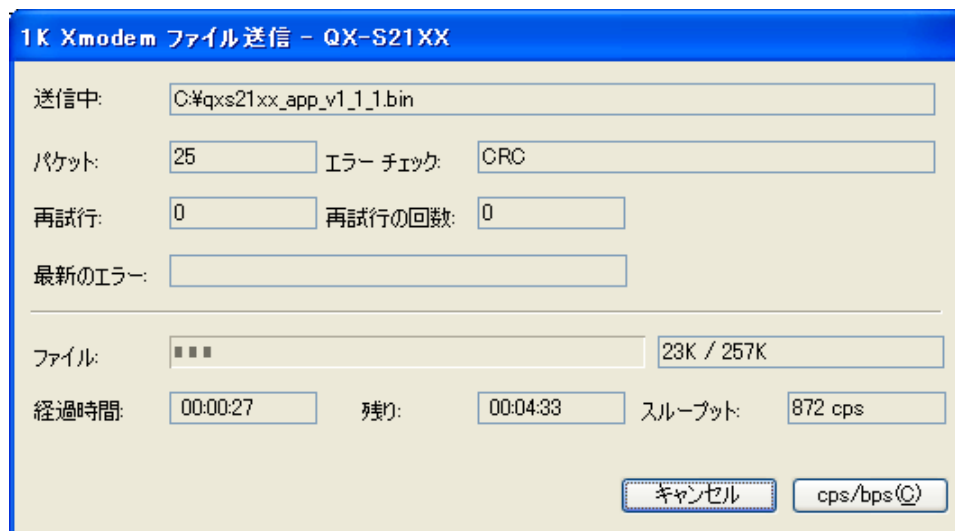 1K Xmodem ファイル送信 - QX-S21XX
送信中: C:¥qxs21xx_app_v1_1_1.bin
パケット: 25 エラー チェック: CRC
再試行: 0 再試行の回数: 0
最新のエラー:
ファイル: 23K / 257K
経過時間: 00:00:27 残り: 00:04:33 スループット: 872 cps
キャンセル cps/bps(C)